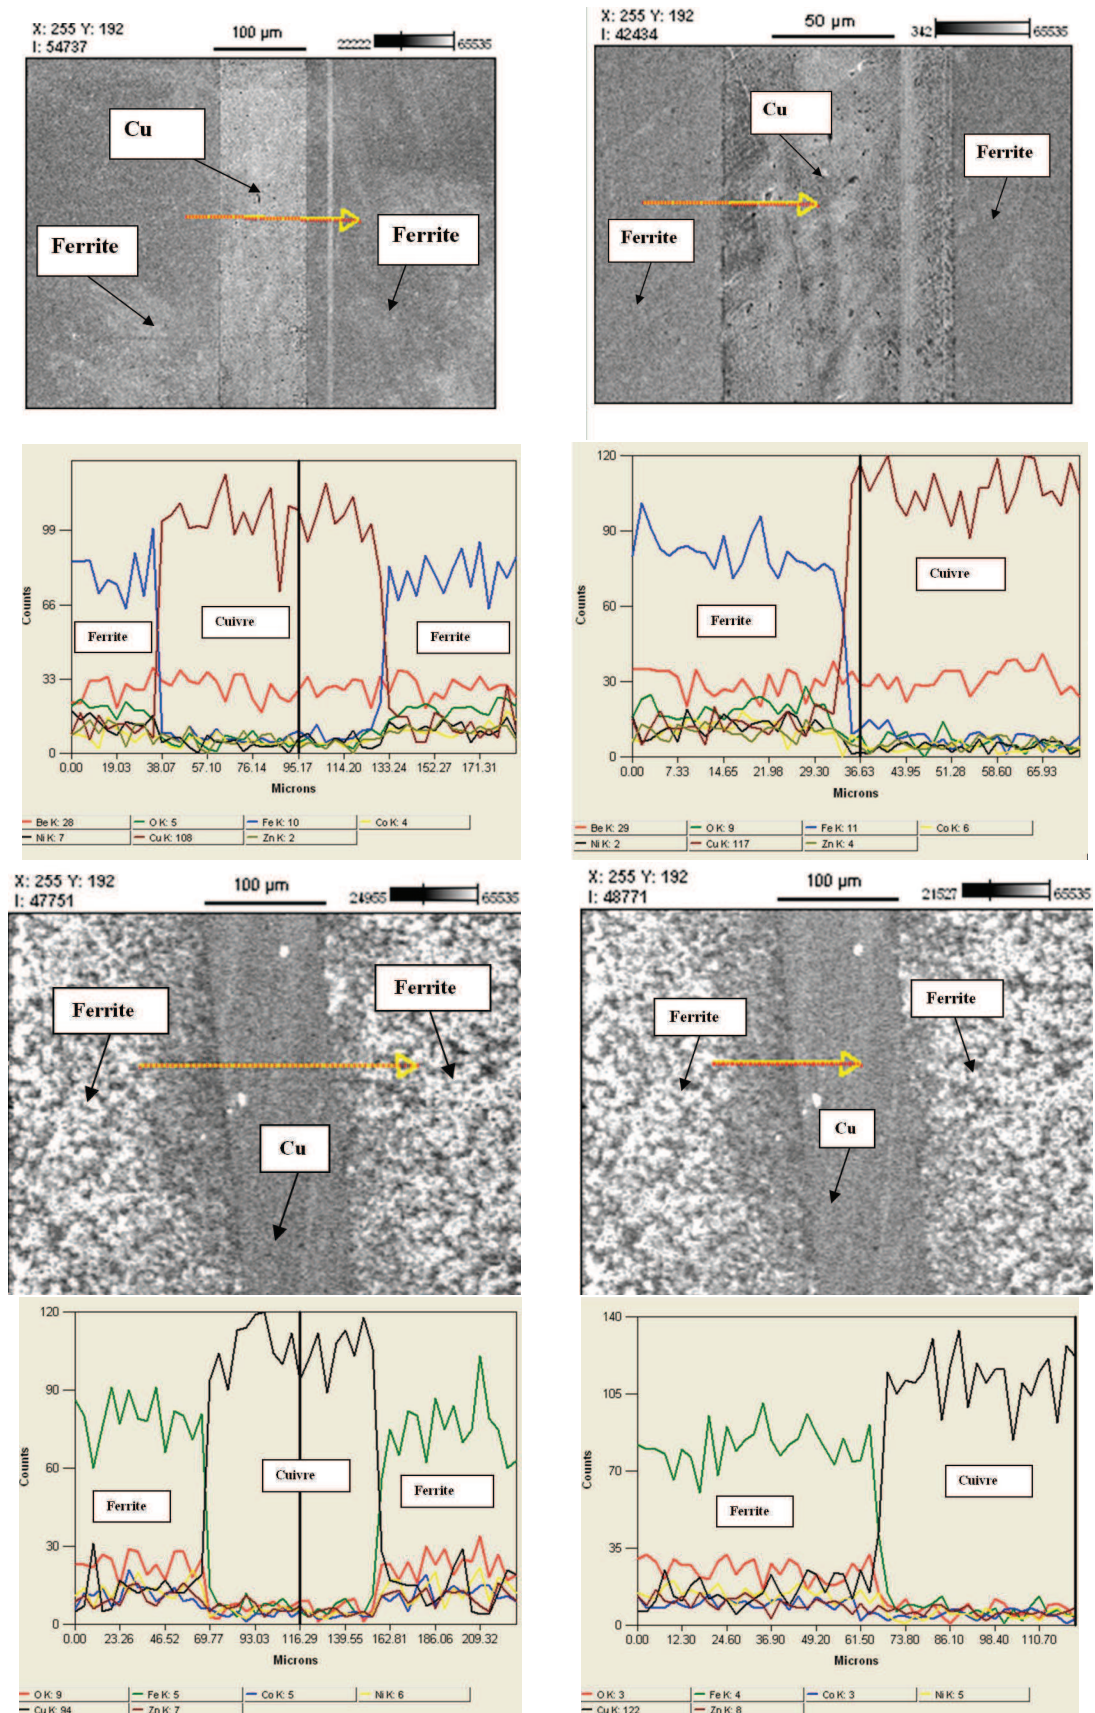 X: 255 Y: 192
I: 54737
100 µm
22222
65535
Cu
Ferrite
Ferrite
X: 255 Y: 192
I: 42434
50 µm
342
65535
Cu
Ferrite
Ferrite
Counts
99
66
33
0
Ferrite
Cuivre
Ferrite
0.00 19.03 38.07 57.10 76.14 95.17 114.20 133.24 152.27 171.31
Microns
Be K: 28 O K: 5 Fe K: 10 Co K: 4
Ni K: 7 Cu K: 108 Zn K: 2
Counts
120
90
60
30
0
Cuivre
Ferrite
0.00 7.33 14.65 21.98 29.30 36.63 43.95 51.28 58.60 65.93
Microns
Be K: 29 O K: 9 Fe K: 11 Co K: 6
Ni K: 2 Cu K: 117 Zn K: 4
X: 255 Y: 192
I: 47751
100 µm
24955
65535
Ferrite
Ferrite
Cu
X: 255 Y: 192
I: 48771
100 µm
21527
65535
Ferrite
Ferrite
Cu
Counts
120
90
60
30
0
Cuivre
Ferrite
Ferrite
0.00 23.26 46.52 69.77 93.03 116.29 139.55 162.81 186.06 209.32
Microns
O K: 9 Fe K: 5 Co K: 5 Ni K: 6
Cu K: 94 Zn K: 7
Counts
140
105
70
35
0
Cuivre
Ferrite
0.00 12.30 24.60 36.90 49.20 61.50 73.80 86.10 98.40 110.70
Microns
O K: 3 Fe K: 4 Co K: 3 Ni K: 5
Cu K: 122 Zn K: 8